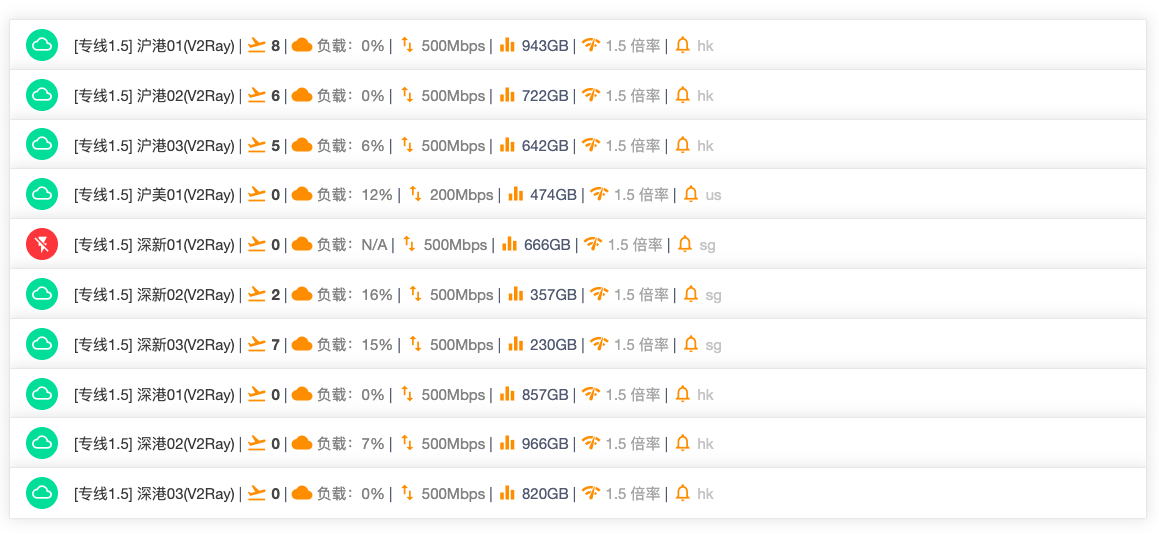 [专线1.5] 沪港01(V2Ray) | 8 | 负载：0% | 500Mbps | 943GB | 1.5 倍率 | hk
[专线1.5] 沪港02(V2Ray) | 6 | 负载：0% | 500Mbps | 722GB | 1.5 倍率 | hk
[专线1.5] 沪港03(V2Ray) | 5 | 负载：6% | 500Mbps | 642GB | 1.5 倍率 | hk
[专线1.5] 沪美01(V2Ray) | 0 | 负载：12% | 200Mbps | 474GB | 1.5 倍率 | us
[专线1.5] 深新01(V2Ray) | 0 | 负载：N/A | 500Mbps | 666GB | 1.5 倍率 | sg
[专线1.5] 深新02(V2Ray) | 2 | 负载：16% | 500Mbps | 357GB | 1.5 倍率 | sg
[专线1.5] 深新03(V2Ray) | 7 | 负载：15% | 500Mbps | 230GB | 1.5 倍率 | sg
[专线1.5] 深港01(V2Ray) | 0 | 负载：0% | 500Mbps | 857GB | 1.5 倍率 | hk
[专线1.5] 深港02(V2Ray) | 0 | 负载：7% | 500Mbps | 966GB | 1.5 倍率 | hk
[专线1.5] 深港03(V2Ray) | 0 | 负载：0% | 500Mbps | 820GB | 1.5 倍率 | hk